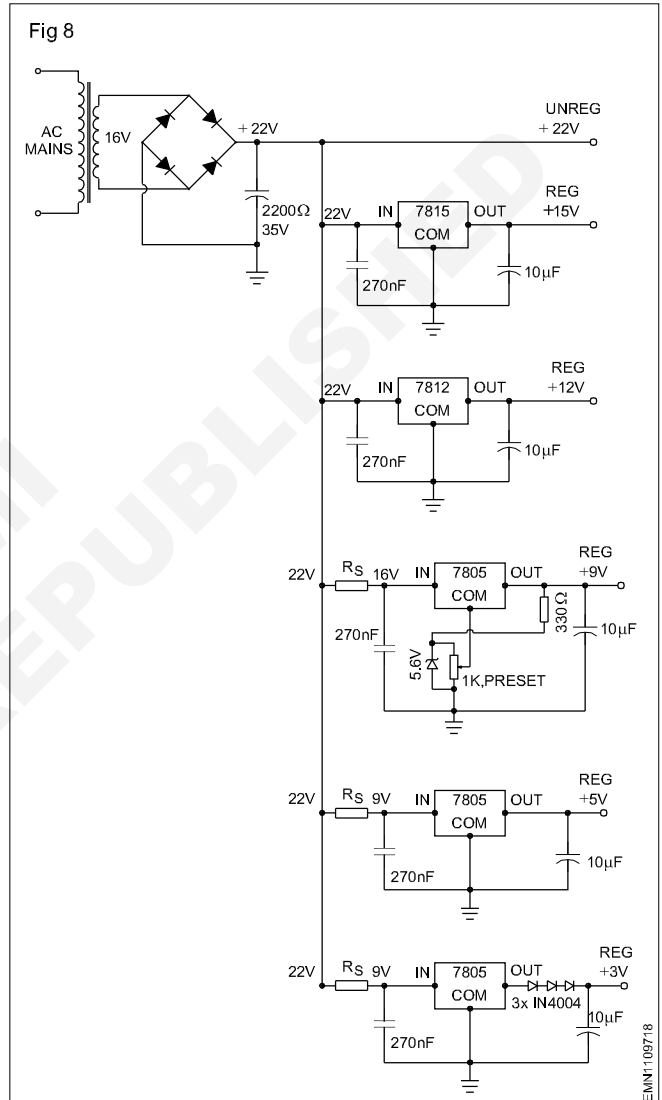 Fig 8
AC
MAINS
16V
+ 22V
2200Ω
35V
UNREG
+ 22V
22V
IN
7815
COM
OUT
REG
+15V
270nF
10µF
22V
IN
7812
COM
OUT
REG
+12V
270nF
10µF
22V
RS
16V
IN
7805
COM
OUT
REG
+9V
270nF
5.6V
1K,PRESET
330Ω
10µF
22V
RS
9V
IN
7805
COM
OUT
REG
+5V
270nF
10µF
22V
RS
9V
IN
7805
COM
OUT
3x IN4004
REG
+3V
270nF
10µF
EMN1109718
REPUBLISHED